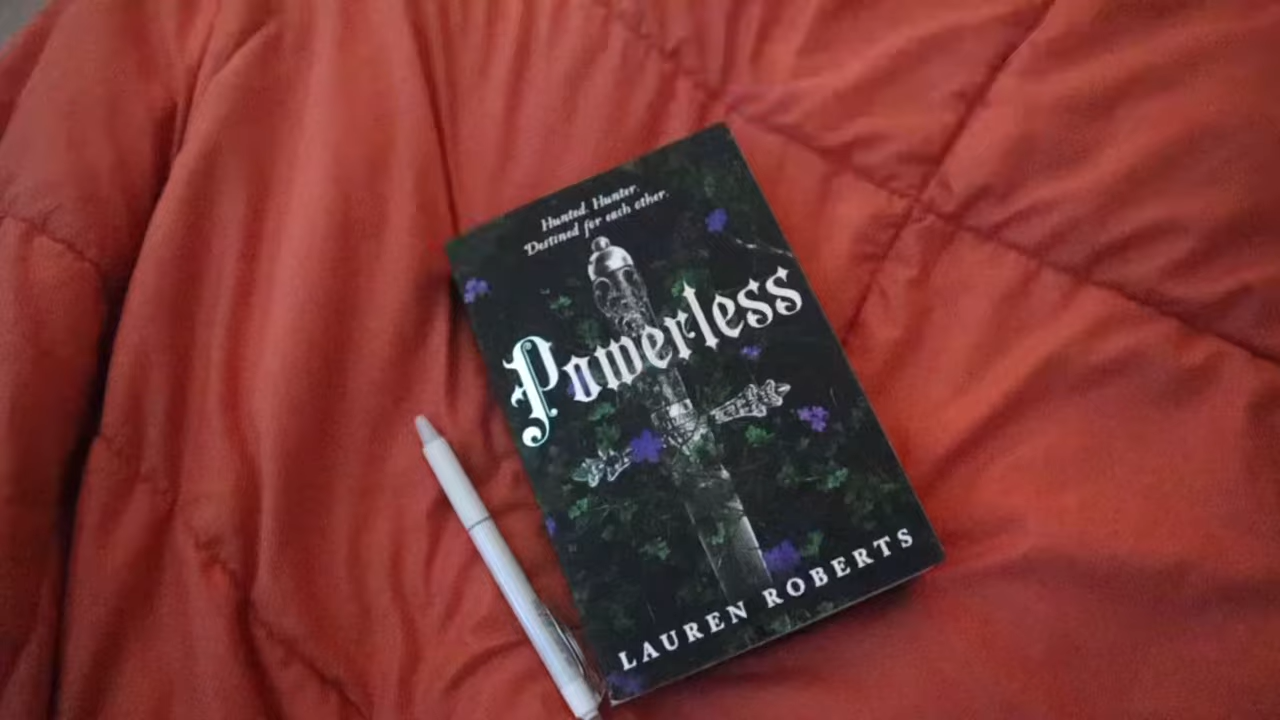 Hunted. Hunter.
Destined for each other.
Powerless
LAUREN ROBERTS